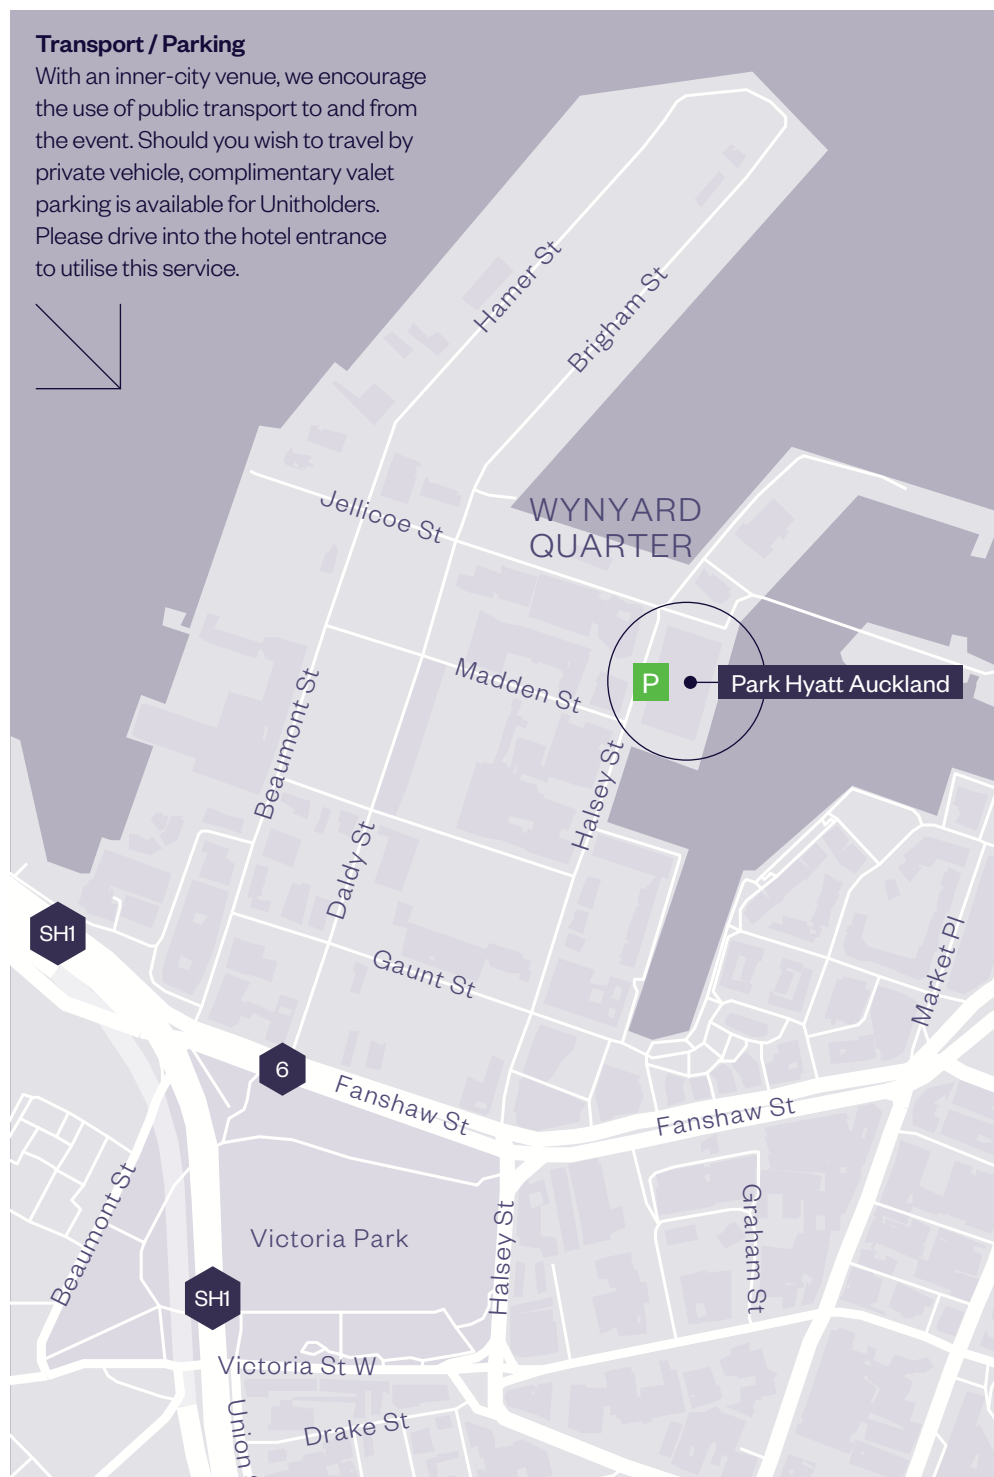 Transport / Parking
With an inner-city venue, we encourage
the use of public transport to and from
the event. Should you wish to travel by
private vehicle, complimentary valet
parking is available for Unitholders.
Please drive into the hotel entrance
to utilise this service.
Hamer St
Brigham St
Jellicoe St
WYNYARD
QUARTER
Madden St
P
Park Hyatt Auckland
Beaumont St
Halsey St
Daldy St
SH1
Gaunt St
Market Pl
6
Fanshaw St
Fanshaw St
Beaumont St
Victoria Park
Halsey St
Graham St
SH1
Victoria St W
Drake St
Union